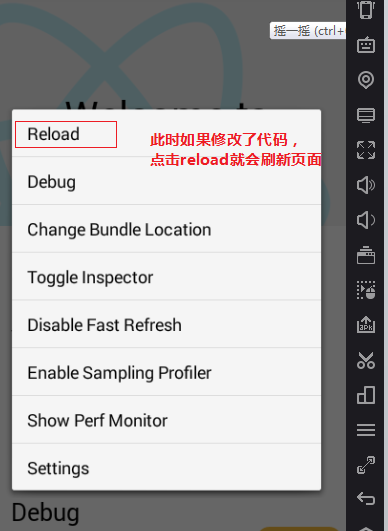 摇一摇 (ctrl+
Welcome to
Reload
此时如果修改了代码，
点击reload就会刷新页面
Debug
Change Bundle Location
Toggle Inspector
Disable Fast Refresh
Enable Sampling Profiler
Show Perf Monitor
Settings
Debug